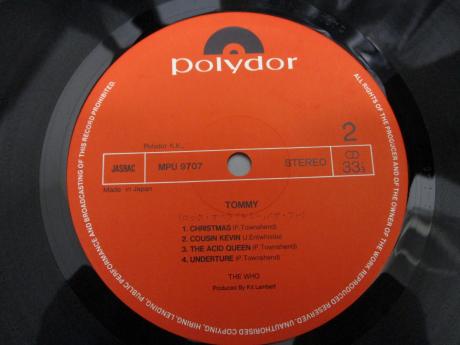 polydor
Polydor K.K.,
JASRAC MPU 9707 STEREO 2
33⅓
Made in Japan
TOMMY
1. CHRISTMAS (P.Townshend)
2. COUSIN KEVIN (J.Entwhistle)
3. THE ACID QUEEN (P.Townshend)
4. UNDERTURE (P.Townshend)
THE WHO
Produced By Kit Lambert
ALL RIGHTS OF THE PRODUCER AND OF THE OWNER OF THE WORK REPRODUCED RESERVED. UNAUTHORISED COPYING, HIRING, LENDING, PUBLIC PERFORMANCE AND BROADCASTING OF THIS RECORD PROHIBITED.